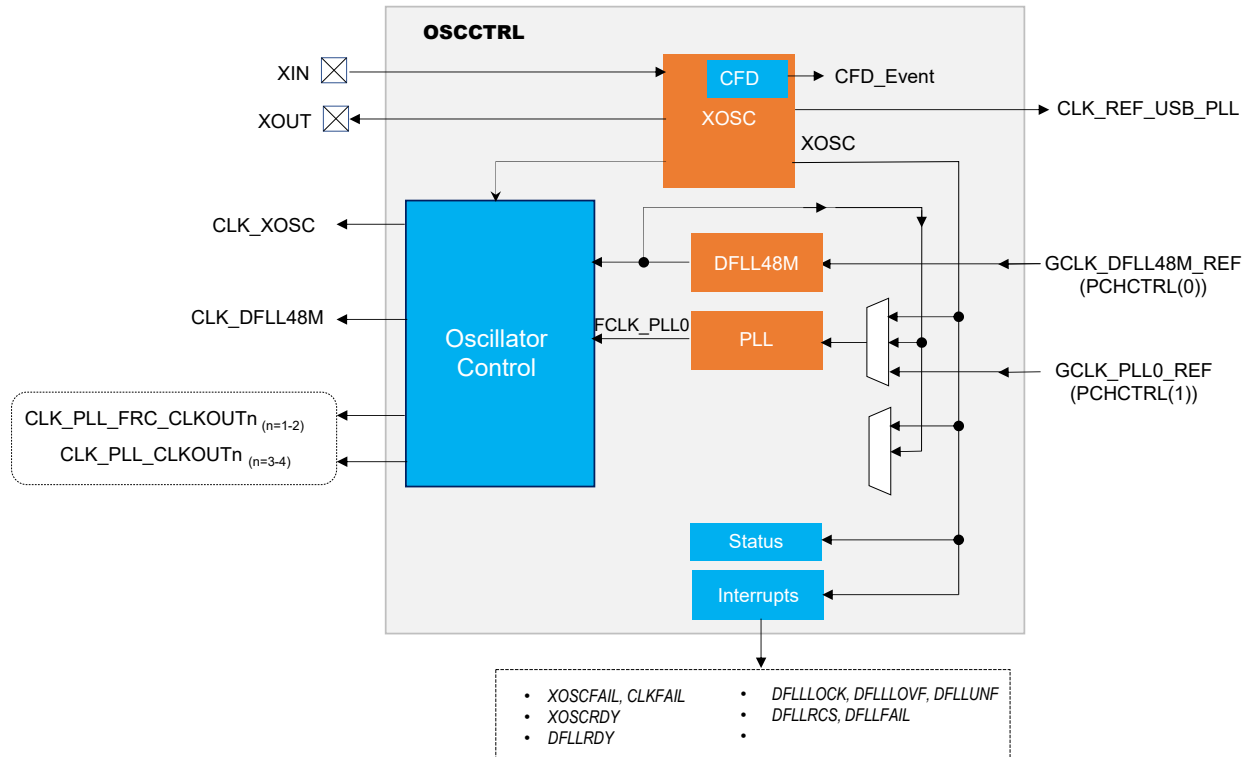 OSCCTRL
XIN
CFD
CFD_Event
XOUT
XOSC
CLK_REF_USB_PLL
XOSC
CLK_XOSC
DFLL48M
GCLK_DFLL48M_REF
(PCHCTRL(0))
CLK_DFLL48M
Oscillator
Control
FCLK_PLL0
PLL
GCLK_PLL0_REF
(PCHCTRL(1))
CLK_PLL_FRC_CLKOUTn (n=1-2)
CLK_PLL_CLKOUTn (n=3-4)
Status
Interrupts
• XOSCFAIL, CLKFAIL
• XOSCRDY
• DFLLRDY
• DFLLLOCK, DFLLLOVF, DFLLUNF
• DFLLRCS, DFLLFAIL
•